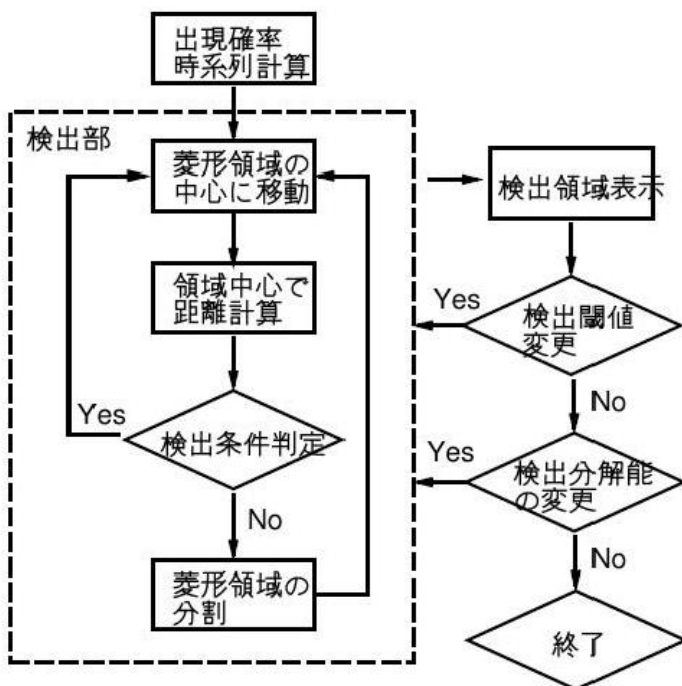 出現確率
時系列計算
検出部
菱形領域の
中心に移動
領域中心で
距離計算
Yes
検出条件判定
No
菱形領域の
分割
検出領域表示
Yes
検出閾値
変更
No
Yes
検出分解能
の変更
No
終了